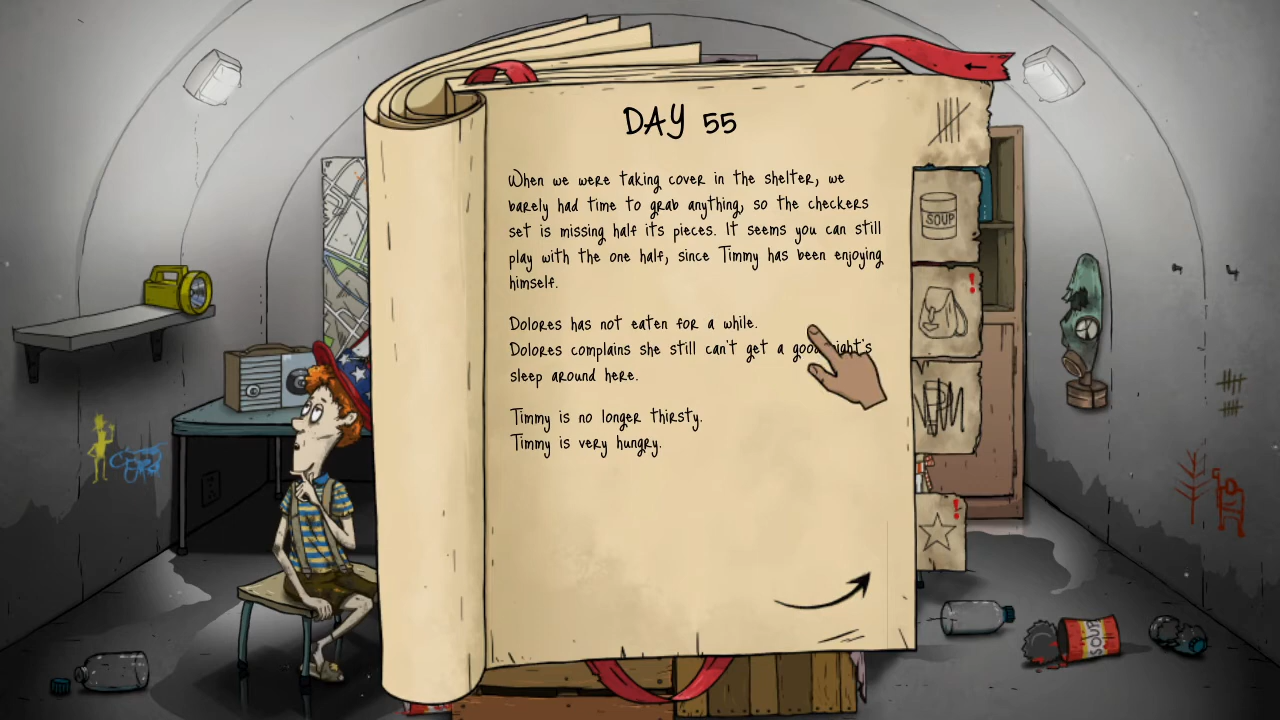 DAY 55
When we were taking cover in the shelter, we
barely had time to grab anything, so the checkers
set is missing half its pieces. It seems you can still
play with the one half, since Timmy has been enjoying
himself.
Dolores has not eaten for a while.
Dolores complains she still can't get a good night's
sleep around here.
Timmy is no longer thirsty.
Timmy is very hungry.
SOUP
!
!
SOUP